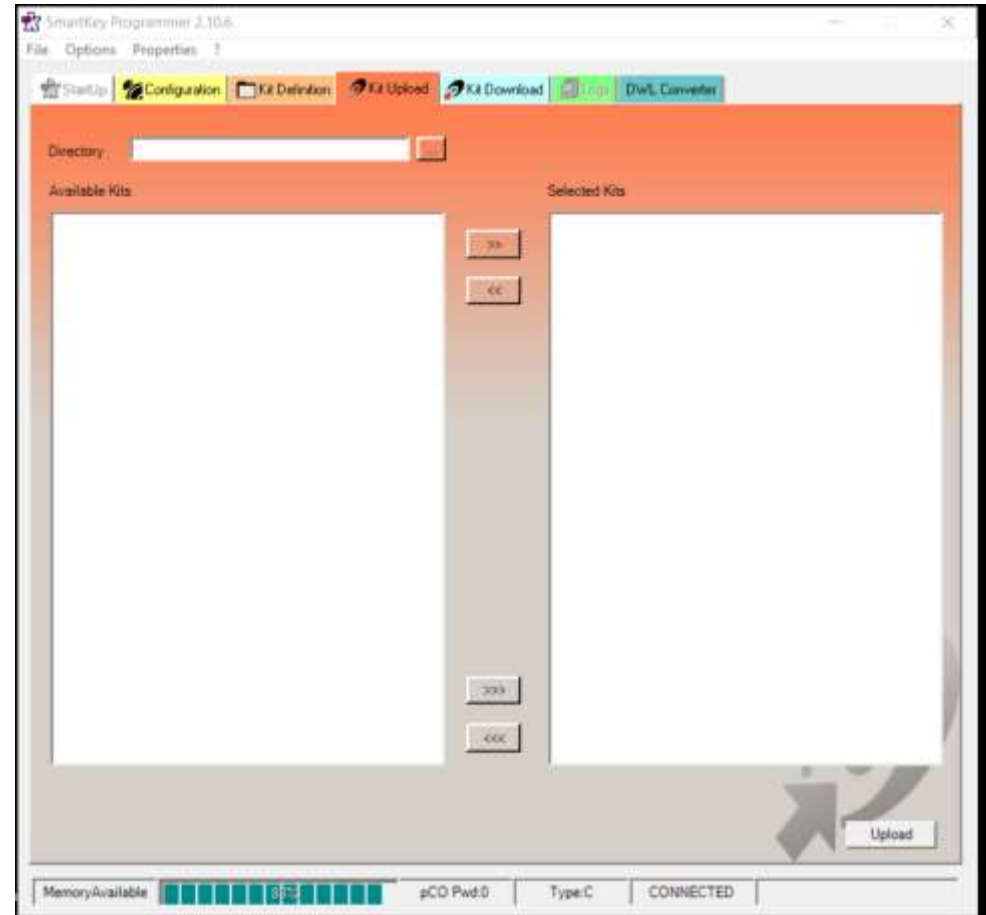 SmartKey Programmer 2.10.6
File Options Properties ?
StartUp Configuration Kit Definition Kit Upload Kit Download Logs DWL Converter
Directory ...
Available Kits Selected Kits
>>
<<
>>>
<<<
Upload
MemoryAvailable pCO Pwd:0 Type:C CONNECTED